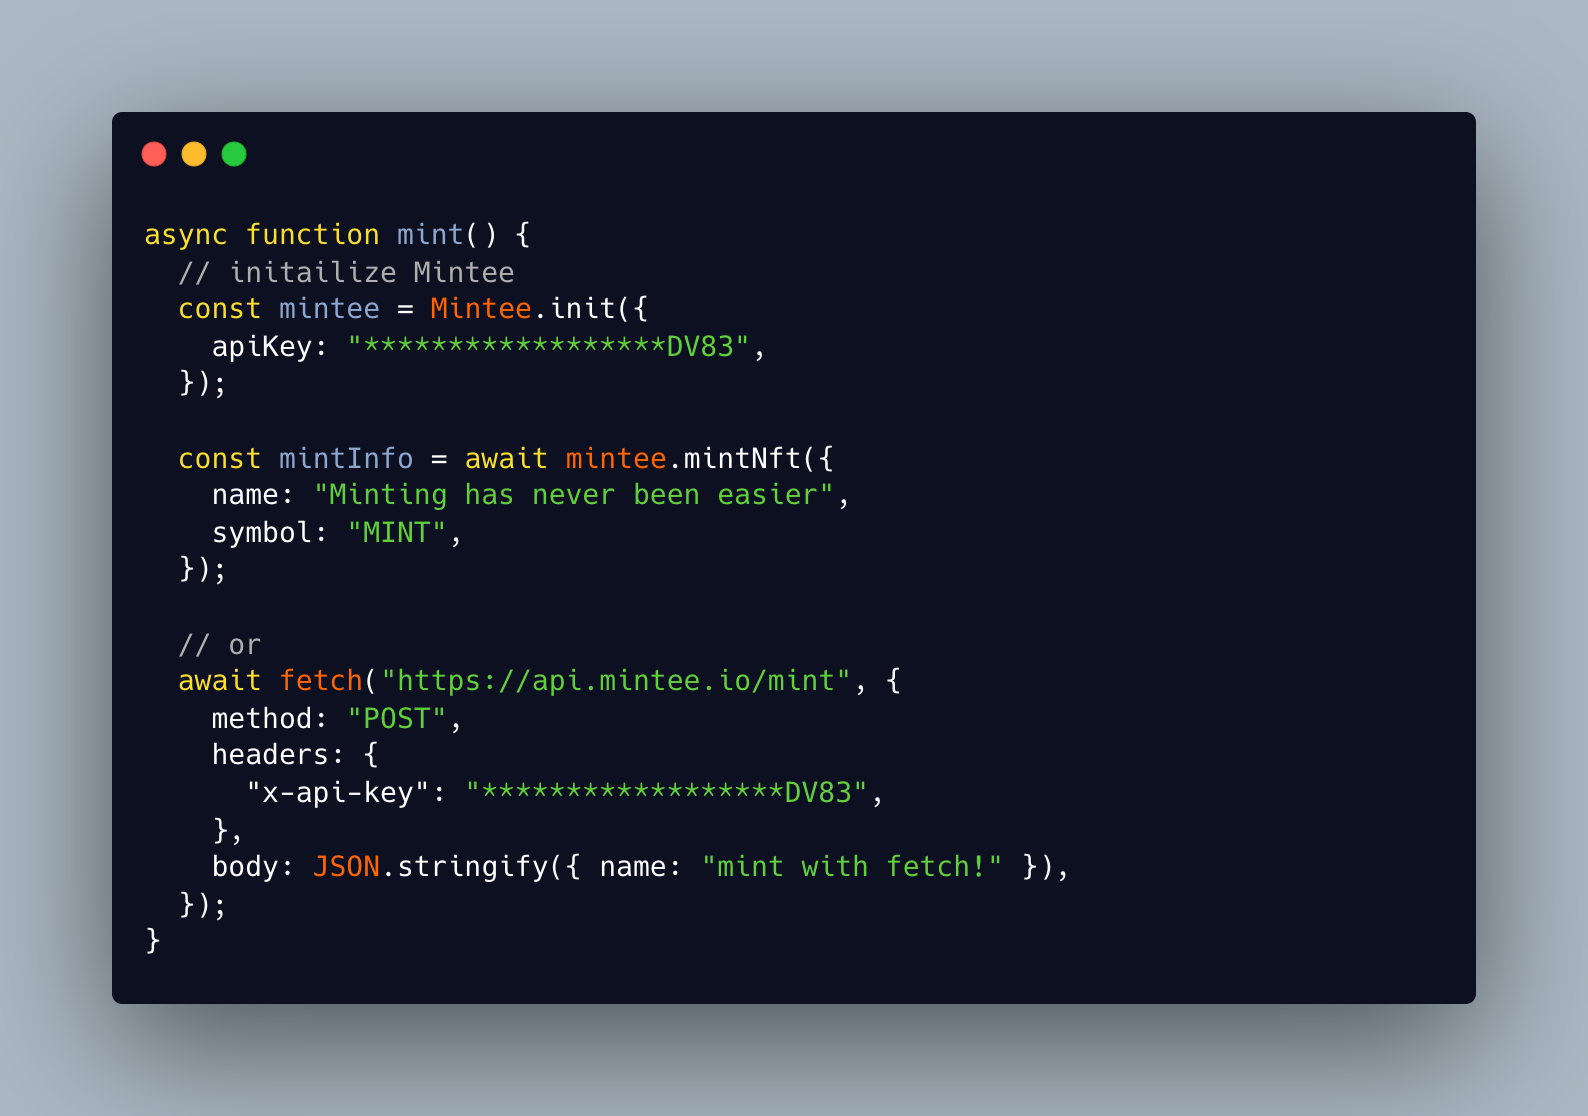 async function mint() {
  // initailize Mintee
  const mintee = Mintee.init({
    apiKey: "******************DV83",
  });

  const mintInfo = await mintee.mintNft({
    name: "Minting has never been easier",
    symbol: "MINT",
  });

  // or
  await fetch("https://api.mintee.io/mint", {
    method: "POST",
    headers: {
      "x-api-key": "******************DV83",
    },
    body: JSON.stringify({ name: "mint with fetch!" }),
  });
}